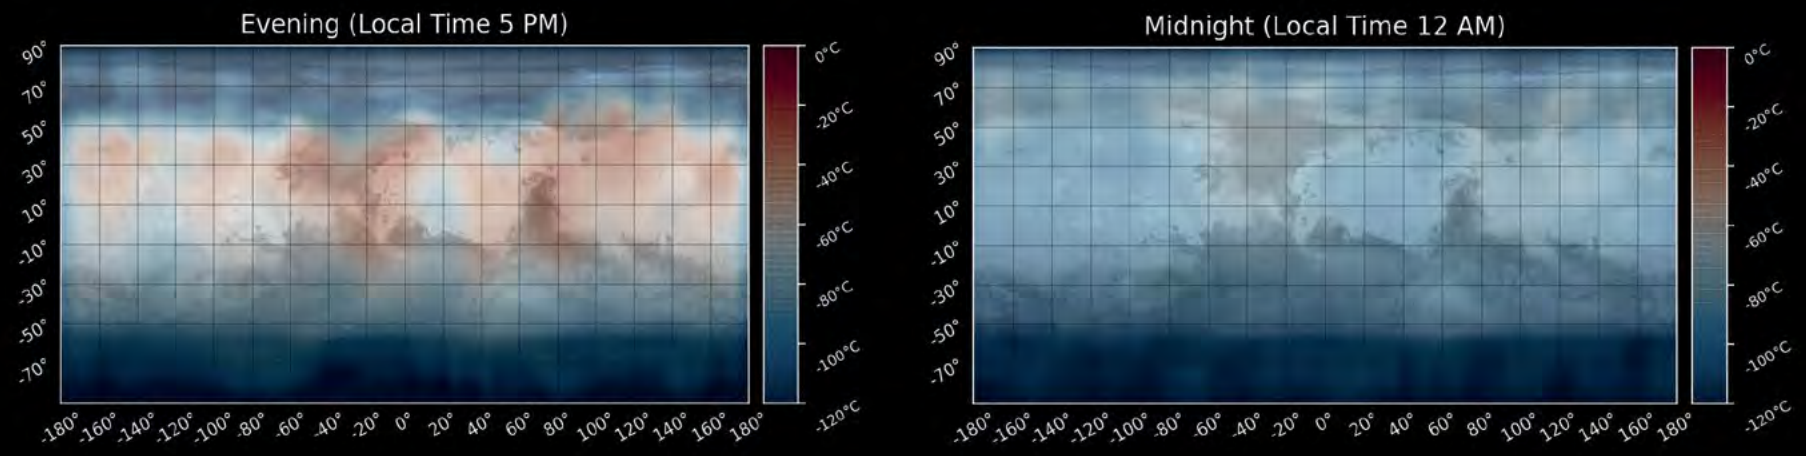 Evening (Local Time 5 PM)
90°
70°
50°
30°
10°
-10°
-30°
-50°
-70°
-180° -160° -140° -120° -100° -80° -60° -40° -20° 0° 20° 40° 60° 80° 100° 120° 140° 160° 180°
0°C
-20°C
-40°C
-60°C
-80°C
-100°C
-120°C
Midnight (Local Time 12 AM)
90°
70°
50°
30°
10°
-10°
-30°
-50°
-70°
-180° -160° -140° -120° -100° -80° -60° -40° -20° 0° 20° 40° 60° 80° 100° 120° 140° 160° 180°
0°C
-20°C
-40°C
-60°C
-80°C
-100°C
-120°C